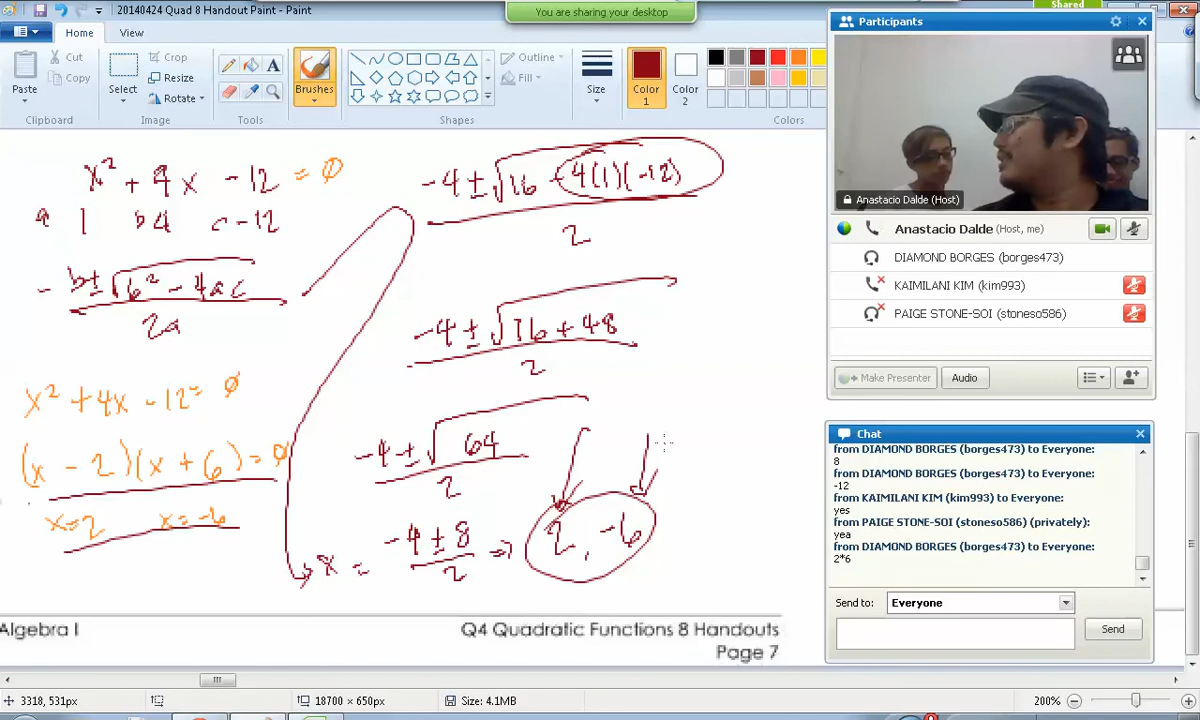 20140424 Quad 8 Handout Paint - Paint
You are sharing your desktop
Shared
Home
View
Paste
Cut
Copy
Clipboard
Select
Crop
Resize
Rotate
Image
Tools
Brushes
Outline
Fill
Shapes
Size
Color 1
Color 2
Colors
x² + 4x - 12 = 0
a 1 b 4 c -12
- b ± √b² - 4ac
2a
x² + 4x - 12 = 0
(x - 2)(x + 6) = 0
x = 2 x = -6
-4 ± √16 - 4(1)(-12)
2
-4 ± √16 + 48
2
-4 ± √64
2
x = -4 ± 8
2
2, -6
Algebra I
Q4 Quadratic Functions 8 Handouts
Page 7
3318, 531px
18700 × 650px
Size: 4.1MB
200%
Participants
Anastacio Dalde (Host)
Anastacio Dalde (Host, me)
DIAMOND BORGES (borges473)
KAIMILANI KIM (kim993)
PAIGE STONE-SOI (stoneso586)
Make Presenter
Audio
Chat
from DIAMOND BORGES (borges473) to Everyone:
8
from DIAMOND BORGES (borges473) to Everyone:
-12
from KAIMILANI KIM (kim993) to Everyone:
yes
from PAIGE STONE-SOI (stoneso586) (privately):
yea
from DIAMOND BORGES (borges473) to Everyone:
2*6
Send to:
Everyone
Send